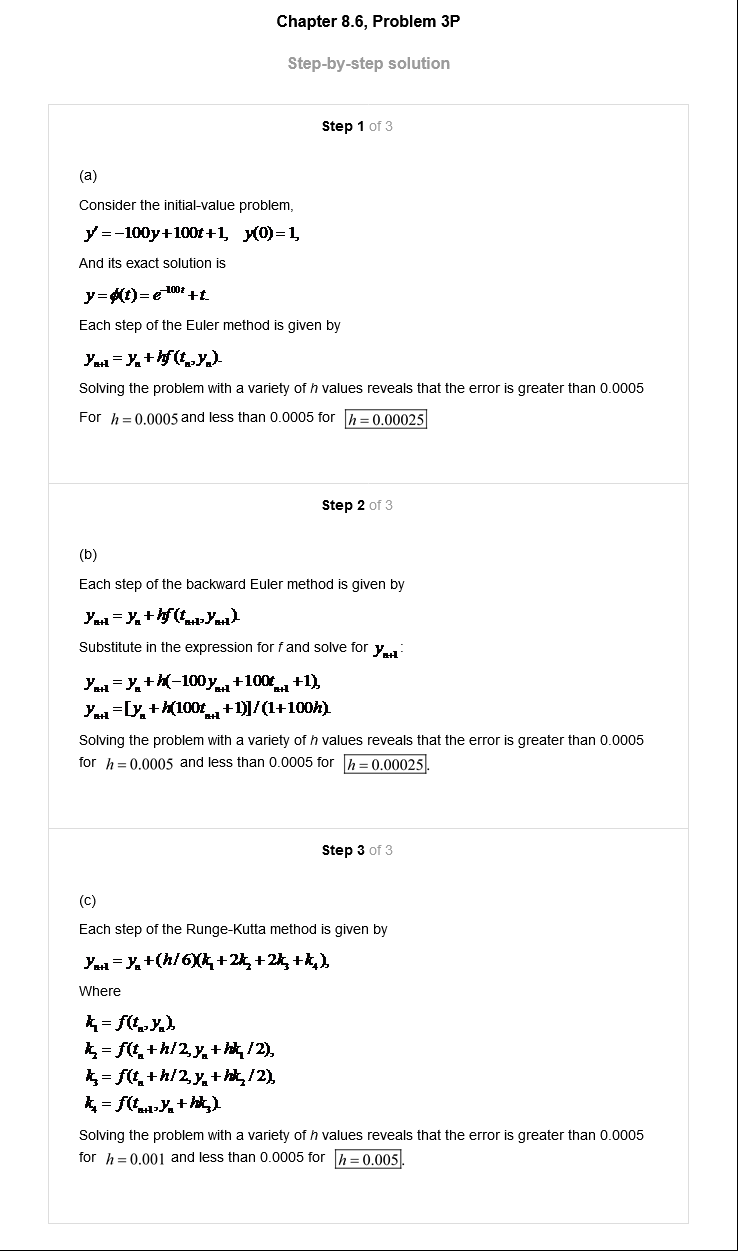 Chapter 8.6, Problem 3P
Step-by-step solution
Step 1 of 3
(a)
Consider the initial-value problem,
y′ = −100y + 100t + 1,   y(0) = 1,
And its exact solution is
y = ϕ(t) = e^{−100t} + t.
Each step of the Euler method is given by
y_{n+1} = y_n + hf(t_n, y_n).
Solving the problem with a variety of h values reveals that the error is greater than 0.0005
For h = 0.0005 and less than 0.0005 for h = 0.00025
Step 2 of 3
(b)
Each step of the backward Euler method is given by
y_{n+1} = y_n + hf(t_{n+1}, y_{n+1}).
Substitute in the expression for f and solve for y_{n+1}:
y_{n+1} = y_n + h(−100y_{n+1} + 100t_{n+1} + 1),
y_{n+1} = [y_n + h(100t_{n+1} + 1)] / (1 + 100h).
Solving the problem with a variety of h values reveals that the error is greater than 0.0005
for h = 0.0005 and less than 0.0005 for h = 0.00025.
Step 3 of 3
(c)
Each step of the Runge-Kutta method is given by
y_{n+1} = y_n + (h/6)(k_1 + 2k_2 + 2k_3 + k_4),
Where
k_1 = f(t_n, y_n),
k_2 = f(t_n + h/2, y_n + hk_1/2),
k_3 = f(t_n + h/2, y_n + hk_2/2),
k_4 = f(t_{n+1}, y_n + hk_3).
Solving the problem with a variety of h values reveals that the error is greater than 0.0005
for h = 0.001 and less than 0.0005 for h = 0.005.